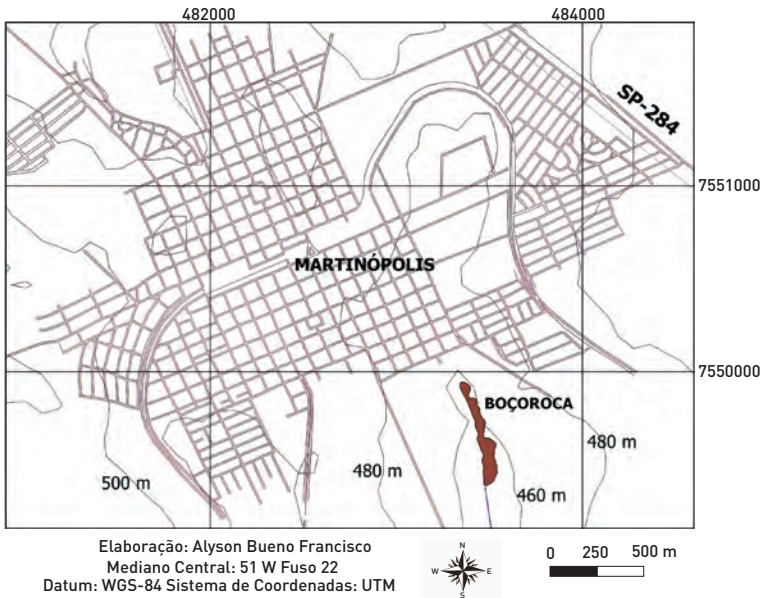 482000
484000
SP-284
7551000
MARTINÓPOLIS
7550000
BOÇOROCA
480 m
480 m
500 m
460 m
Elaboração: Alyson Bueno Francisco
Mediano Central: 51 W Fuso 22
Datum: WGS-84 Sistema de Coordenadas: UTM
N
W
E
S
0 250 500 m